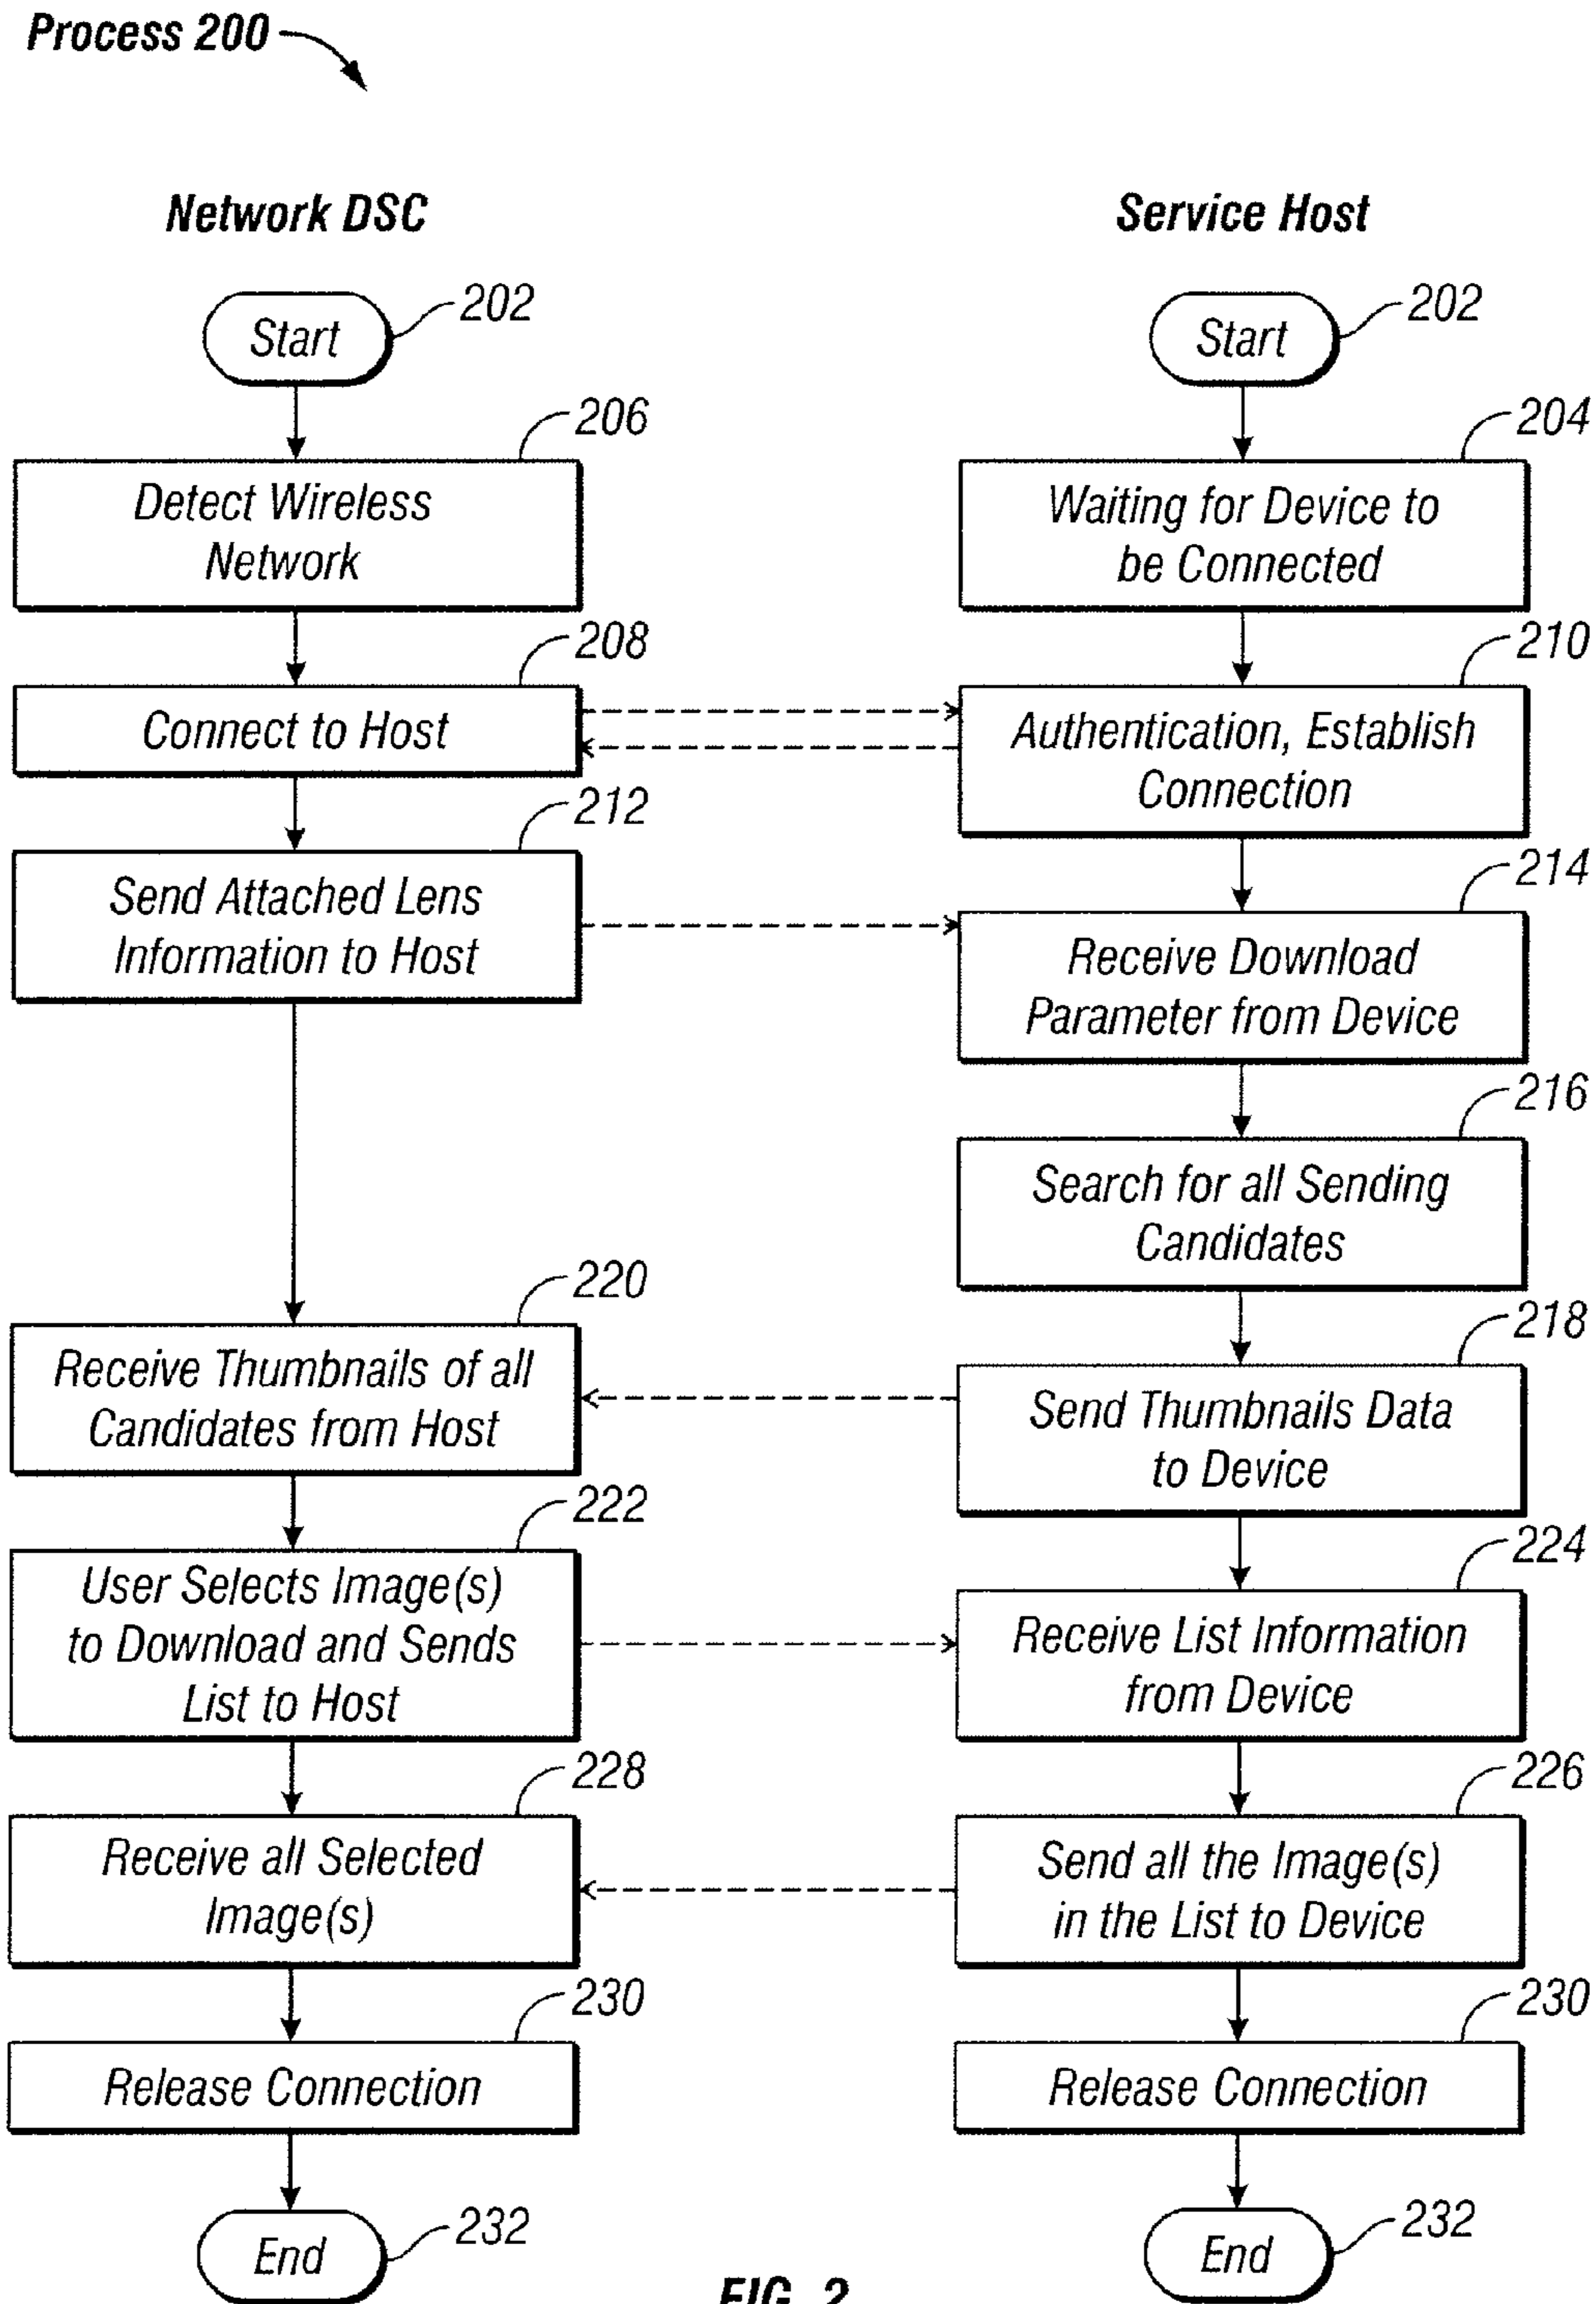 Process 200
Network DSC
Service Host
Start
202
Start
202
206
Detect Wireless
Network
204
Waiting for Device to
be Connected
208
Connect to Host
210
Authentication, Establish
Connection
212
Send Attached Lens
Information to Host
214
Receive Download
Parameter from Device
216
Search for all Sending
Candidates
220
Receive Thumbnails of all
Candidates from Host
218
Send Thumbnails Data
to Device
222
User Selects Image(s)
to Download and Sends
List to Host
224
Receive List Information
from Device
228
Receive all Selected
Image(s)
226
Send all the Image(s)
in the List to Device
230
Release Connection
230
Release Connection
End
232
End
232
FIG. 2